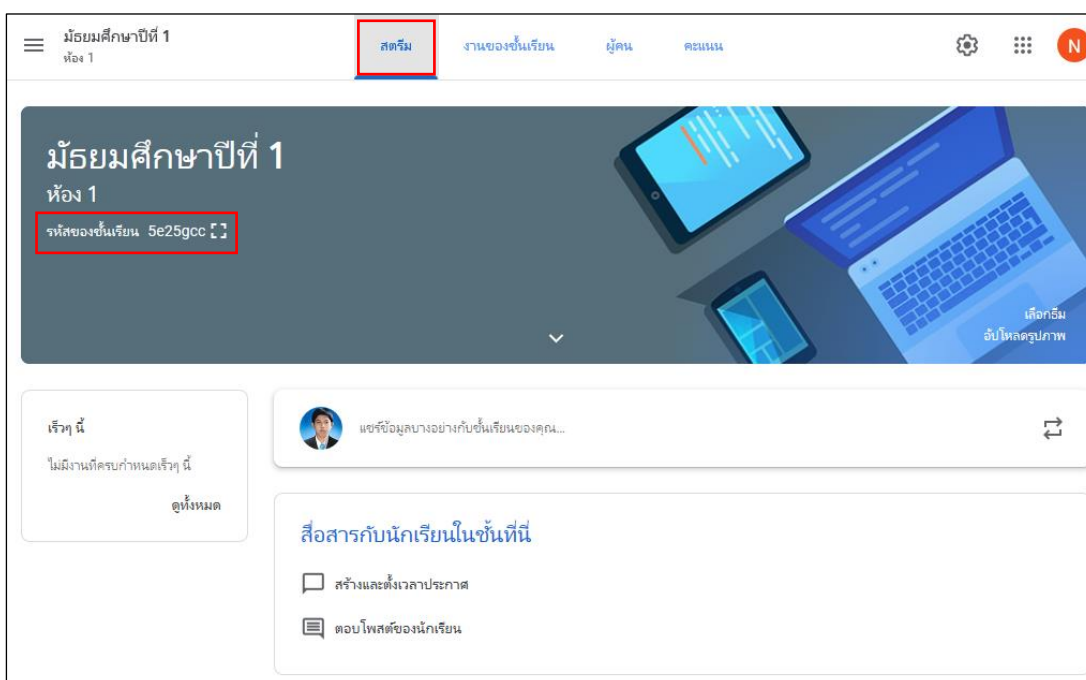 มัธยมศึกษาปีที่ 1
ห้อง 1
สตรีม
งานของชั้นเรียน
ผู้คน
คะแนน
N
มัธยมศึกษาปีที่ 1
ห้อง 1
รหัสของชั้นเรียน 5e25gcc
เลือกธีม
อัปโหลดรูปภาพ
เร็วๆ นี้
ไม่มีงานที่ครบกำหนดเร็วๆ นี้
ดูทั้งหมด
แชร์ข้อมูลบางอย่างกับชั้นเรียนของคุณ...
สื่อสารกับนักเรียนในชั้นที่นี่
สร้างและตั้งเวลาประกาศ
ตอบโพสต์ของนักเรียน